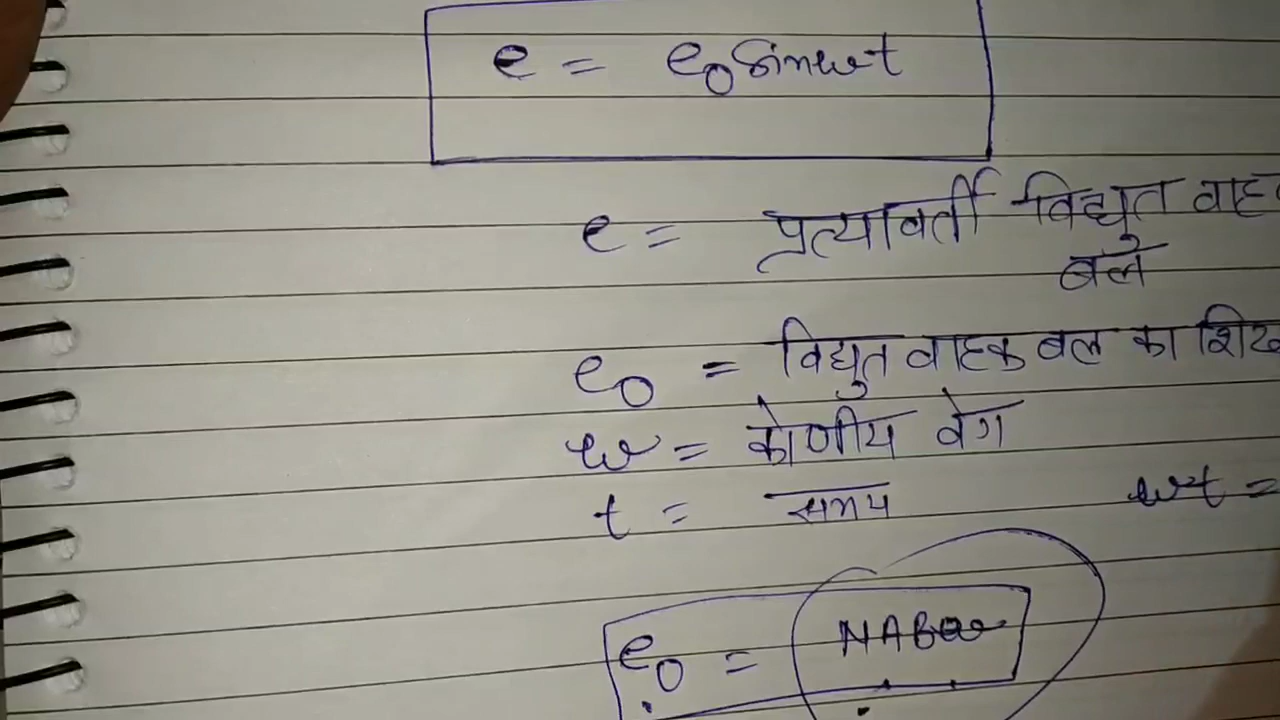 e = e₀ sinωt
e = प्रत्यावर्ती विद्युत वाह
बल
e₀ = विद्युत वाहक बल का शिख
ω = कोणीय वेग
t = समय ωt =
e₀ = NABω